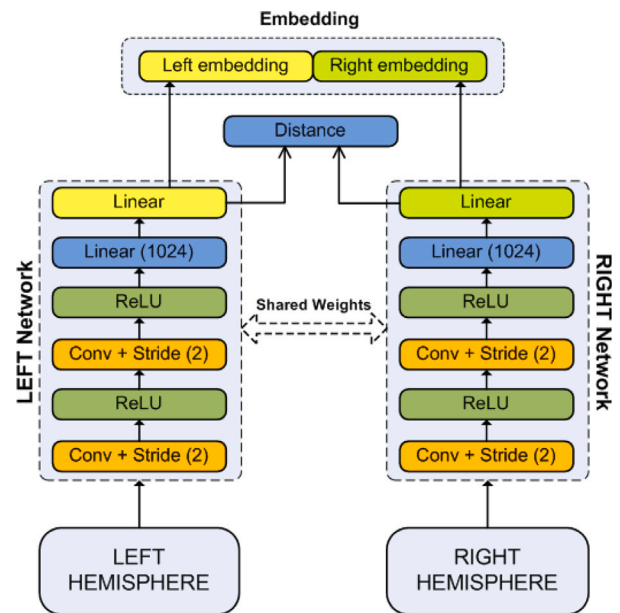 Embedding
Left embedding
Right embedding
Distance
Linear
Linear
Linear (1024)
Linear (1024)
ReLU
ReLU
Shared Weights
Conv + Stride (2)
Conv + Stride (2)
ReLU
ReLU
Conv + Stride (2)
Conv + Stride (2)
LEFT Network
RIGHT Network
LEFT
HEMISPHERE
RIGHT
HEMISPHERE